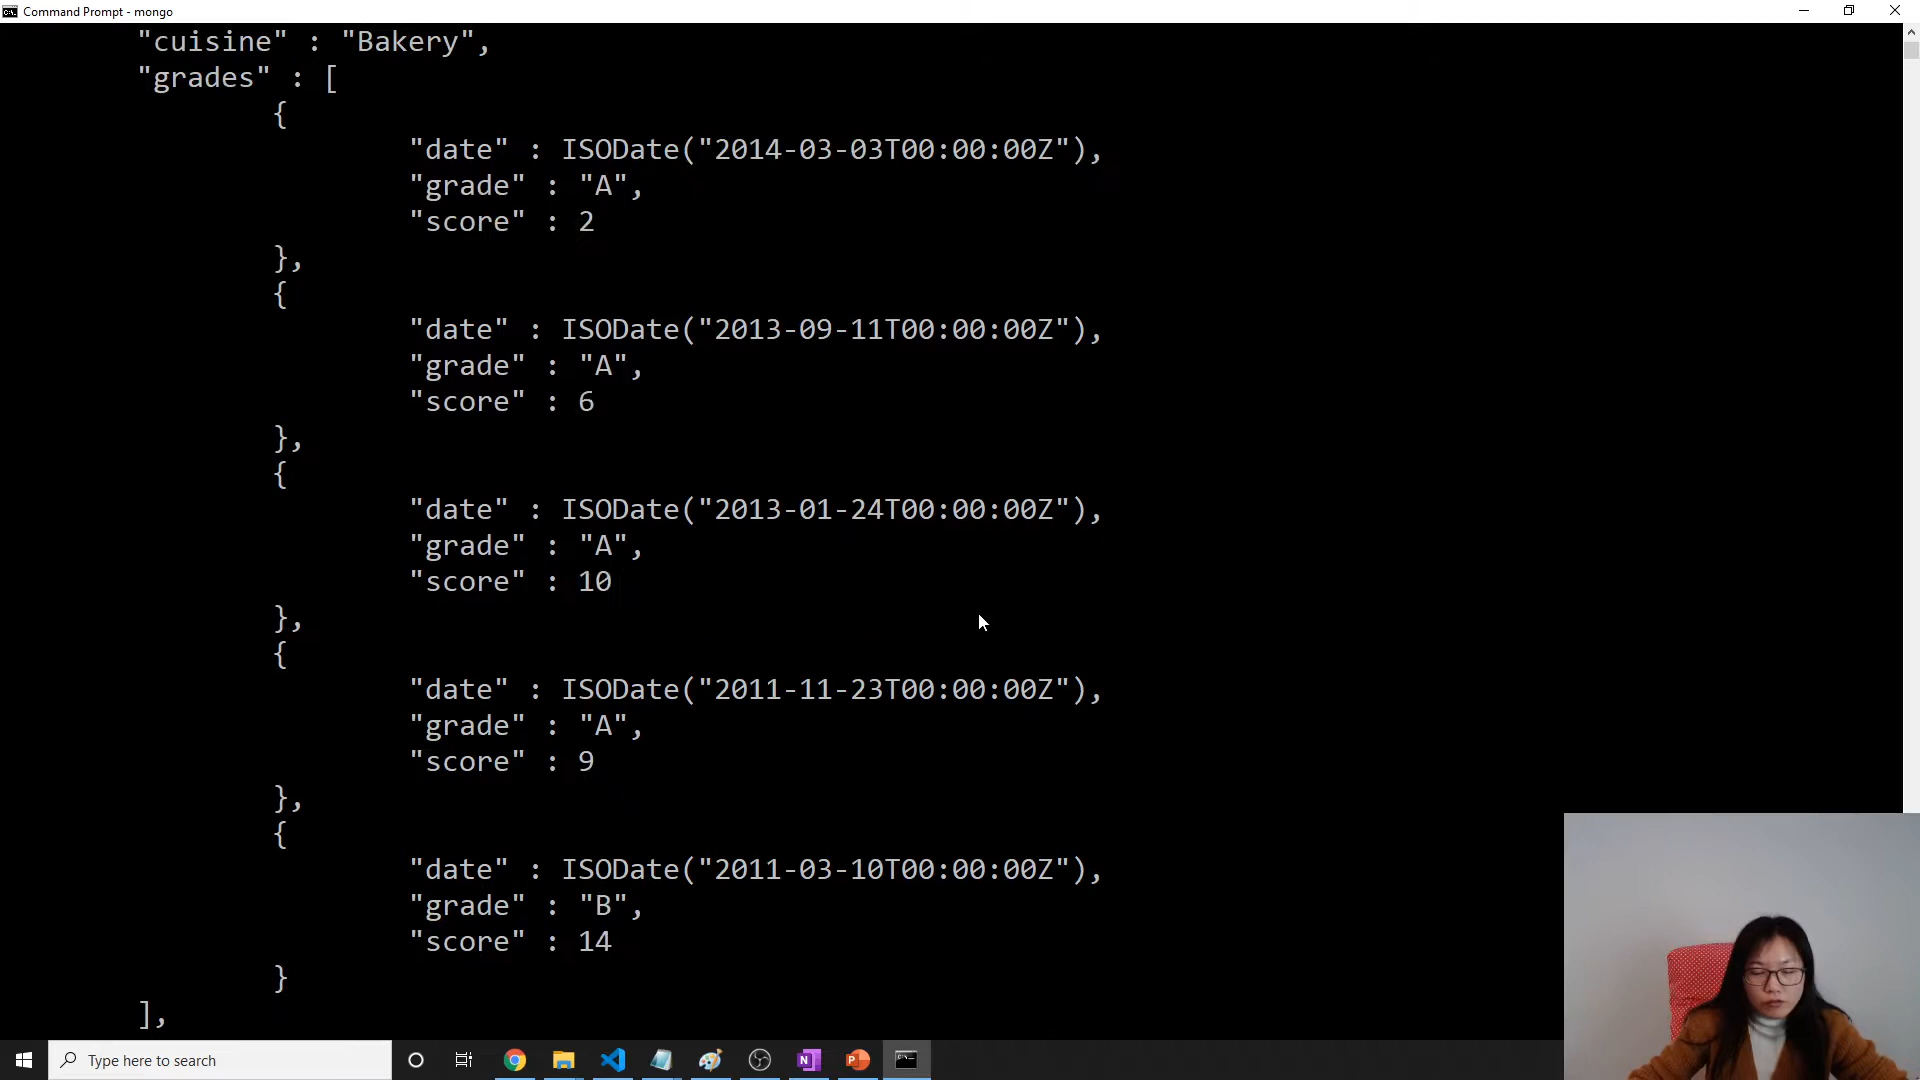 Command Prompt - mongo
"cuisine" : "Bakery",
"grades" : [
{
"date" : ISODate("2014-03-03T00:00:00Z"),
"grade" : "A",
"score" : 2
},
{
"date" : ISODate("2013-09-11T00:00:00Z"),
"grade" : "A",
"score" : 6
},
{
"date" : ISODate("2013-01-24T00:00:00Z"),
"grade" : "A",
"score" : 10
},
{
"date" : ISODate("2011-11-23T00:00:00Z"),
"grade" : "A",
"score" : 9
},
{
"date" : ISODate("2011-03-10T00:00:00Z"),
"grade" : "B",
"score" : 14
}
],
Type here to search